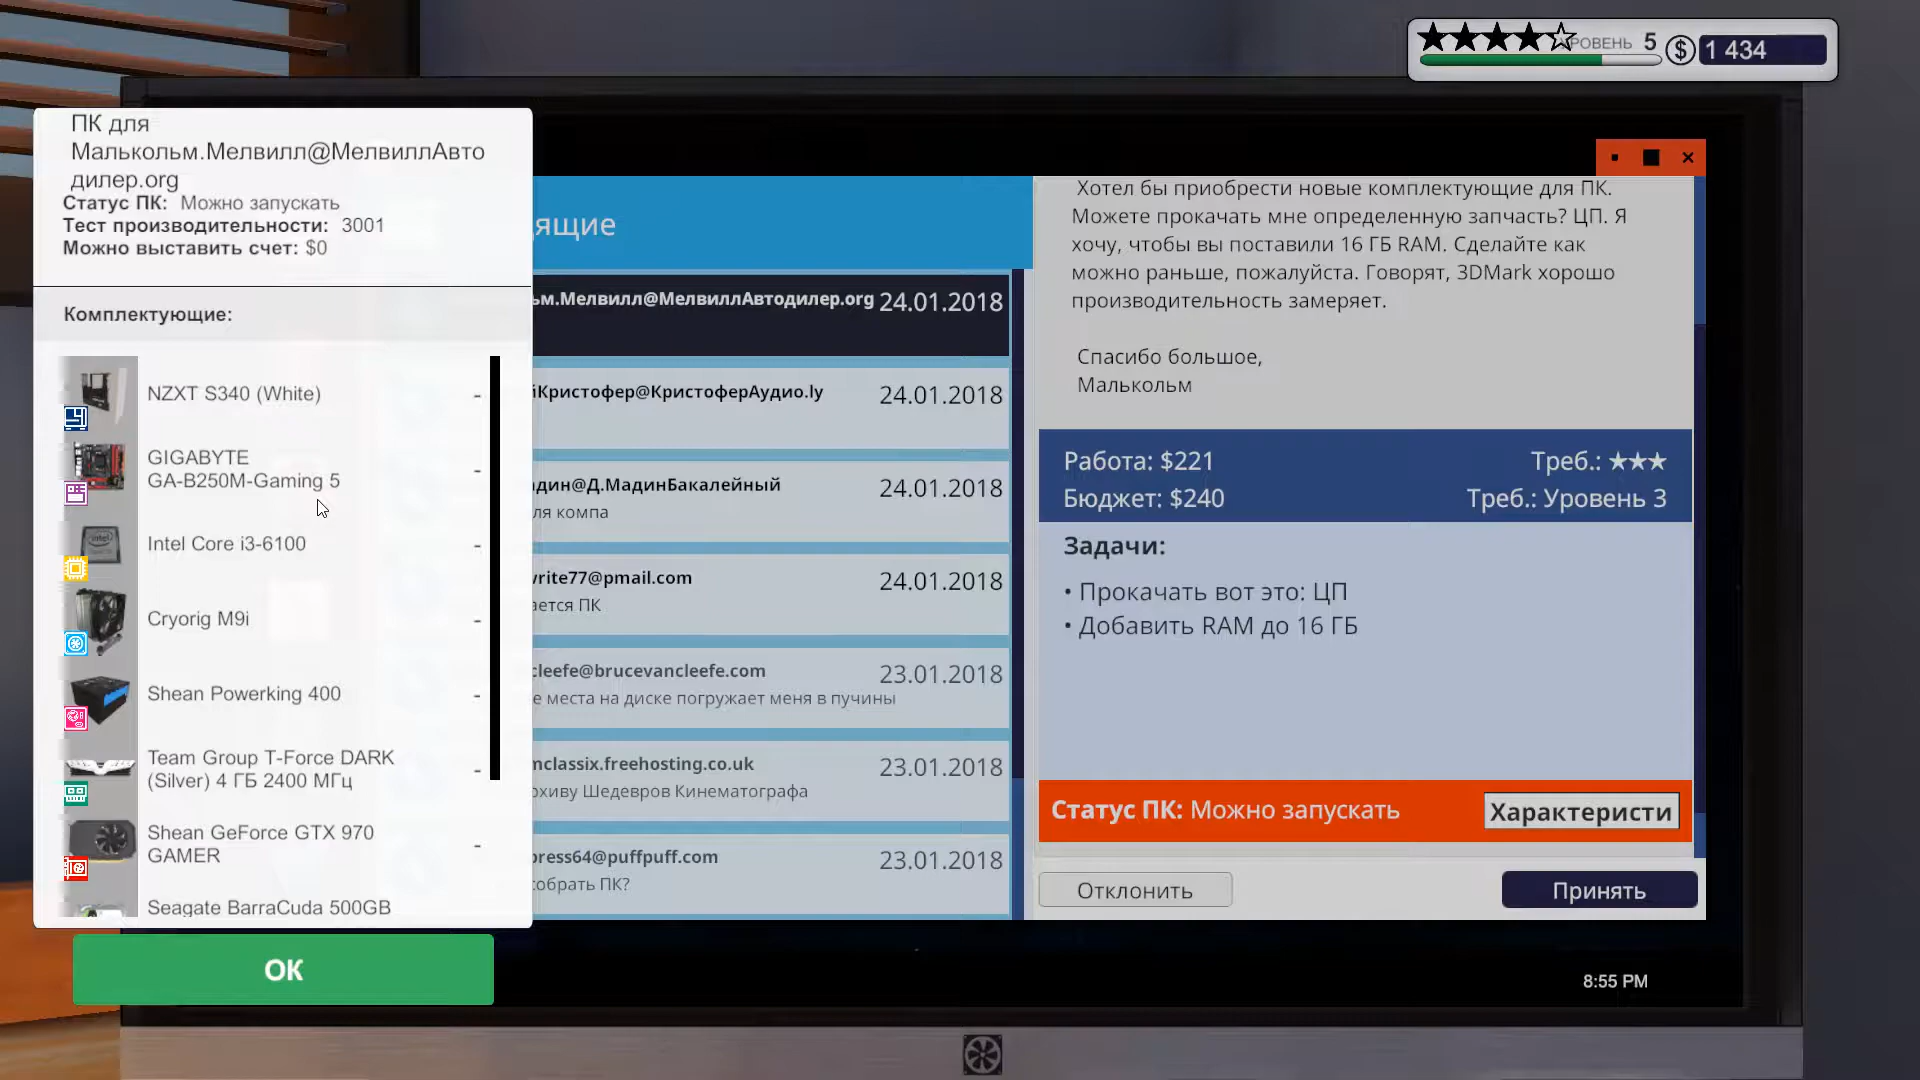 УРОВЕНЬ 5
$ 1 434
ПК для
Малькольм.Мелвилл@МелвиллАвто
дилер.org
Статус ПК: Можно запускать
Тест производительности: 3001
Можно выставить счет: $0
Комплектующие:
NZXT S340 (White) -
GIGABYTE
GA-B250M-Gaming 5 -
Intel Core i3-6100 -
Cryorig M9i -
Shean Powerking 400 -
Team Group T-Force DARK
(Silver) 4 ГБ 2400 МГц -
Shean GeForce GTX 970
GAMER -
Seagate BarraCuda 500GB
ОК
дящие
ьм.Мелвилл@МелвиллАвтодилер.org 24.01.2018
йКристофер@КристоферАудио.ly 24.01.2018
дин@Д.МадинБакалейный 24.01.2018
ля компа
write77@pmail.com 24.01.2018
ается ПК
cleefe@brucevancleefe.com 23.01.2018
е места на диске погружает меня в пучины
nclassix.freehosting.co.uk 23.01.2018
рхиву Шедевров Кинематографа
press64@puffpuff.com 23.01.2018
собрать ПК?
Хотел бы приобрести новые комплектующие для ПК.
Можете прокачать мне определенную запчасть? ЦП. Я
хочу, чтобы вы поставили 16 ГБ RAM. Сделайте как
можно раньше, пожалуйста. Говорят, 3DMark хорошо
производительность замеряет.
Спасибо большое,
Малькольм
Работа: $221 Треб.: ★★★
Бюджет: $240 Треб.: Уровень 3
Задачи:
• Прокачать вот это: ЦП
• Добавить RAM до 16 ГБ
Статус ПК: Можно запускать Характеристи
Отклонить Принять
8:55 PM